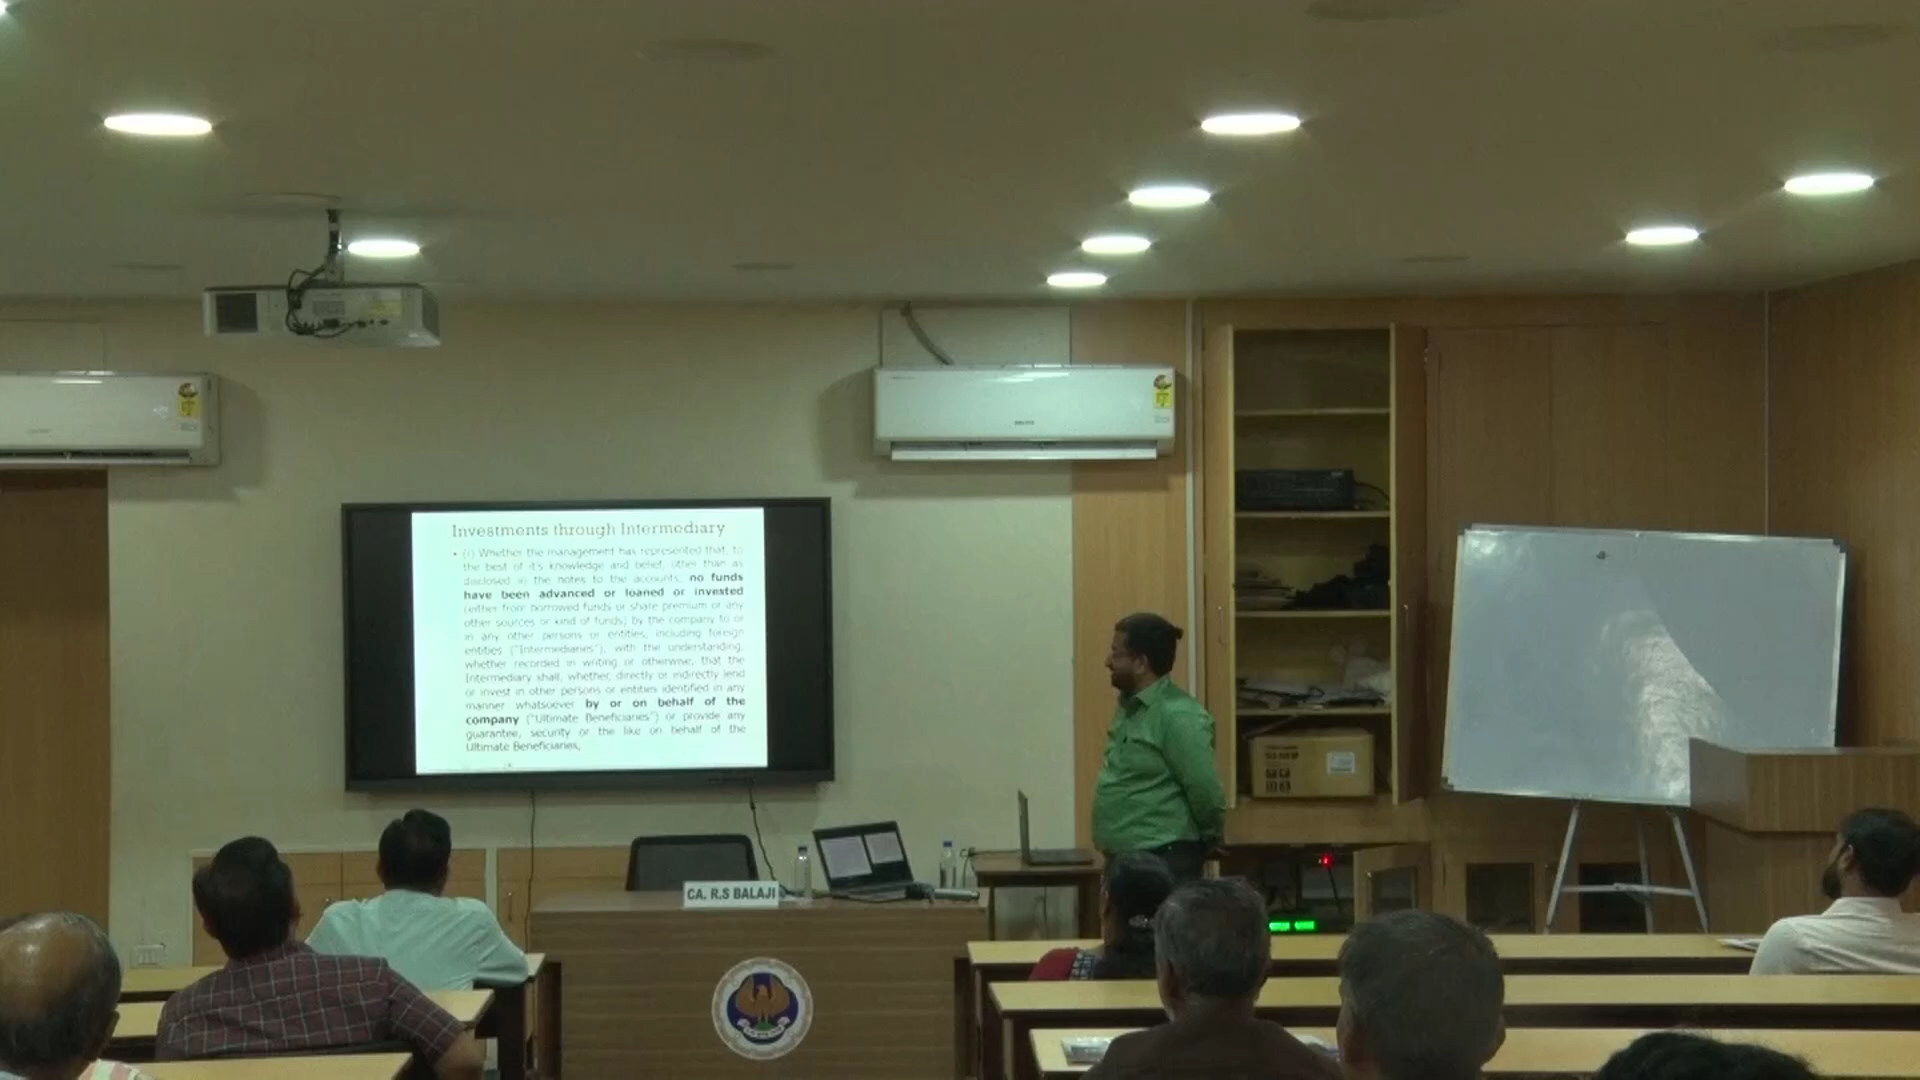 Investments through Intermediary
• (i) Whether the management has represented that, to
the best of it's knowledge and belief, other than as
disclosed in the notes to the accounts, no funds
have been advanced or loaned or invested
(either from borrowed funds or share premium or any
other sources or kind of funds) by the company to or
in any other persons or entities, including foreign
entities ("Intermediaries"), with the understanding,
whether recorded in writing or otherwise, that the
Intermediary shall, whether, directly or indirectly lend
or invest in other persons or entities identified in any
manner whatsoever by or on behalf of the
company ("Ultimate Beneficiaries") or provide any
guarantee, security or the like on behalf of the
Ultimate Beneficiaries;
CA. R.S BALAJI